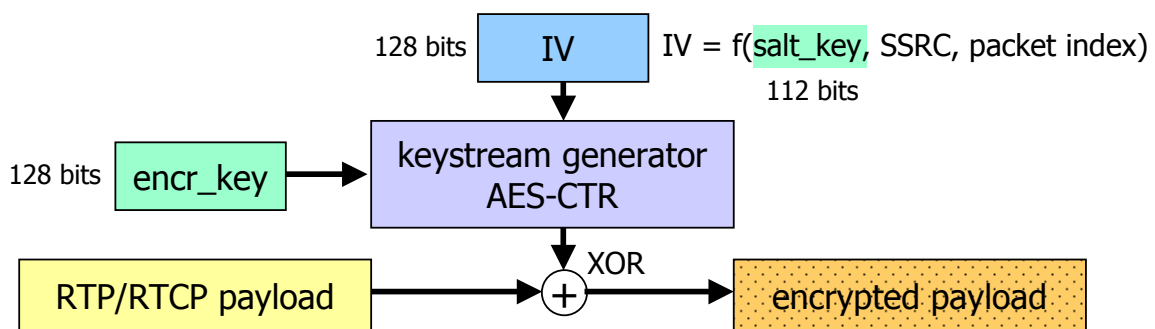 128 bits
IV
IV = f(salt_key, SSRC, packet index)
112 bits
128 bits
encr_key
keystream generator
AES-CTR
XOR
RTP/RTCP payload
+
encrypted payload